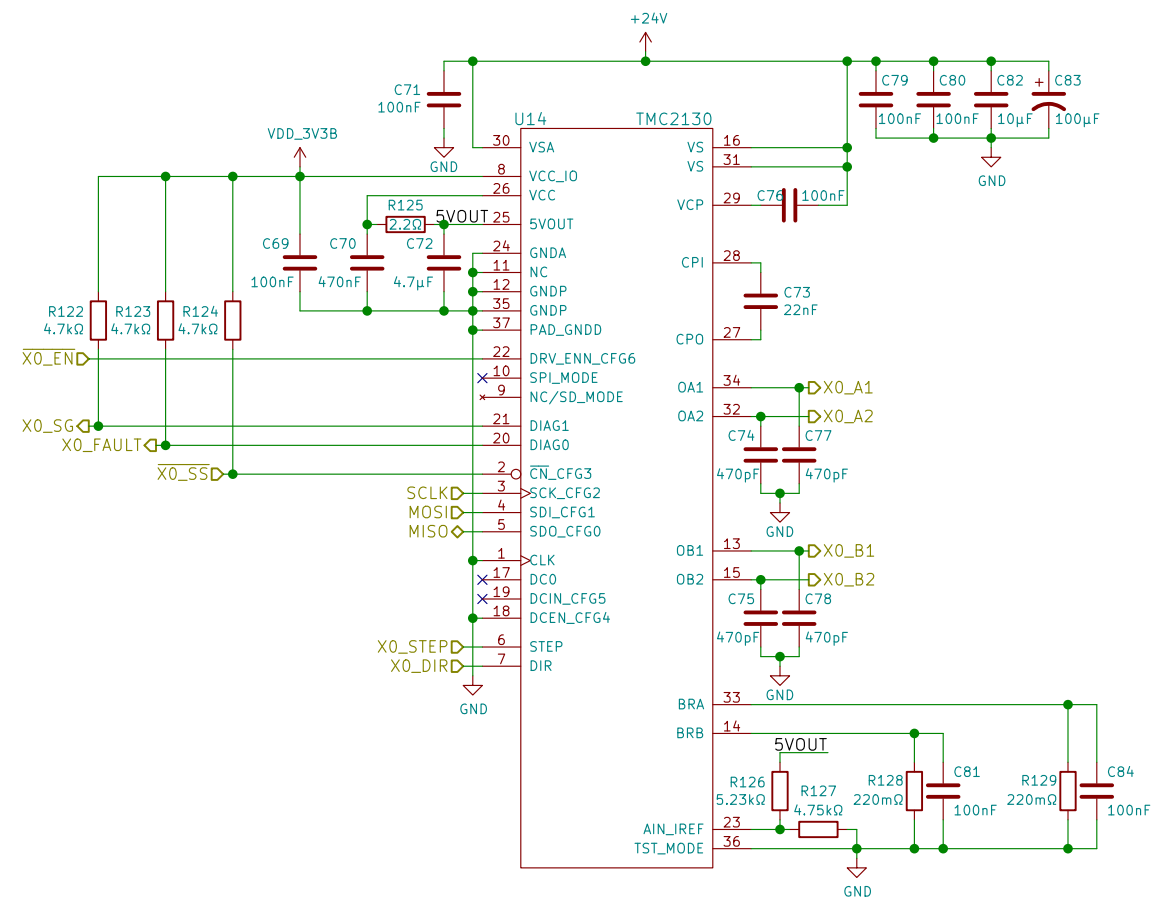 +24V
C71
100nF
GND
C79
100nF
C80
100nF
C82
10µF
+
C83
100µF
GND
VDD_3V3B
U14
TMC2130
30
VSA
8
VCC_IO
26
VCC
R125
2.2Ω
5VOUT
25
5VOUT
C69
100nF
C70
470nF
C72
4.7µF
24
GNDA
11
NC
12
GNDP
35
GNDP
37
PAD_GNDD
R122
4.7kΩ
R123
4.7kΩ
R124
4.7kΩ
X0_EN
22
DRV_ENN_CFG6
10
SPI_MODE
9
NC/SD_MODE
X0_SG
21
DIAG1
X0_FAULT
20
DIAG0
X0_SS
2
CN_CFG3
SCLK
3
SCK_CFG2
MOSI
4
SDI_CFG1
MISO
5
SDO_CFG0
1
CLK
17
DC0
19
DCIN_CFG5
18
DCEN_CFG4
X0_STEP
6
STEP
X0_DIR
7
DIR
GND
VS
16
VS
31
VCP
29
C76
100nF
CPI
28
C73
22nF
CPO
27
OA1
34
X0_A1
OA2
32
X0_A2
C74
470pF
C77
470pF
GND
OB1
13
X0_B1
OB2
15
X0_B2
C75
470pF
C78
470pF
GND
BRA
33
BRB
14
5VOUT
R126
5.23kΩ
R127
4.75kΩ
R128
220mΩ
C81
100nF
R129
220mΩ
C84
100nF
AIN_IREF
23
TST_MODE
36
GND